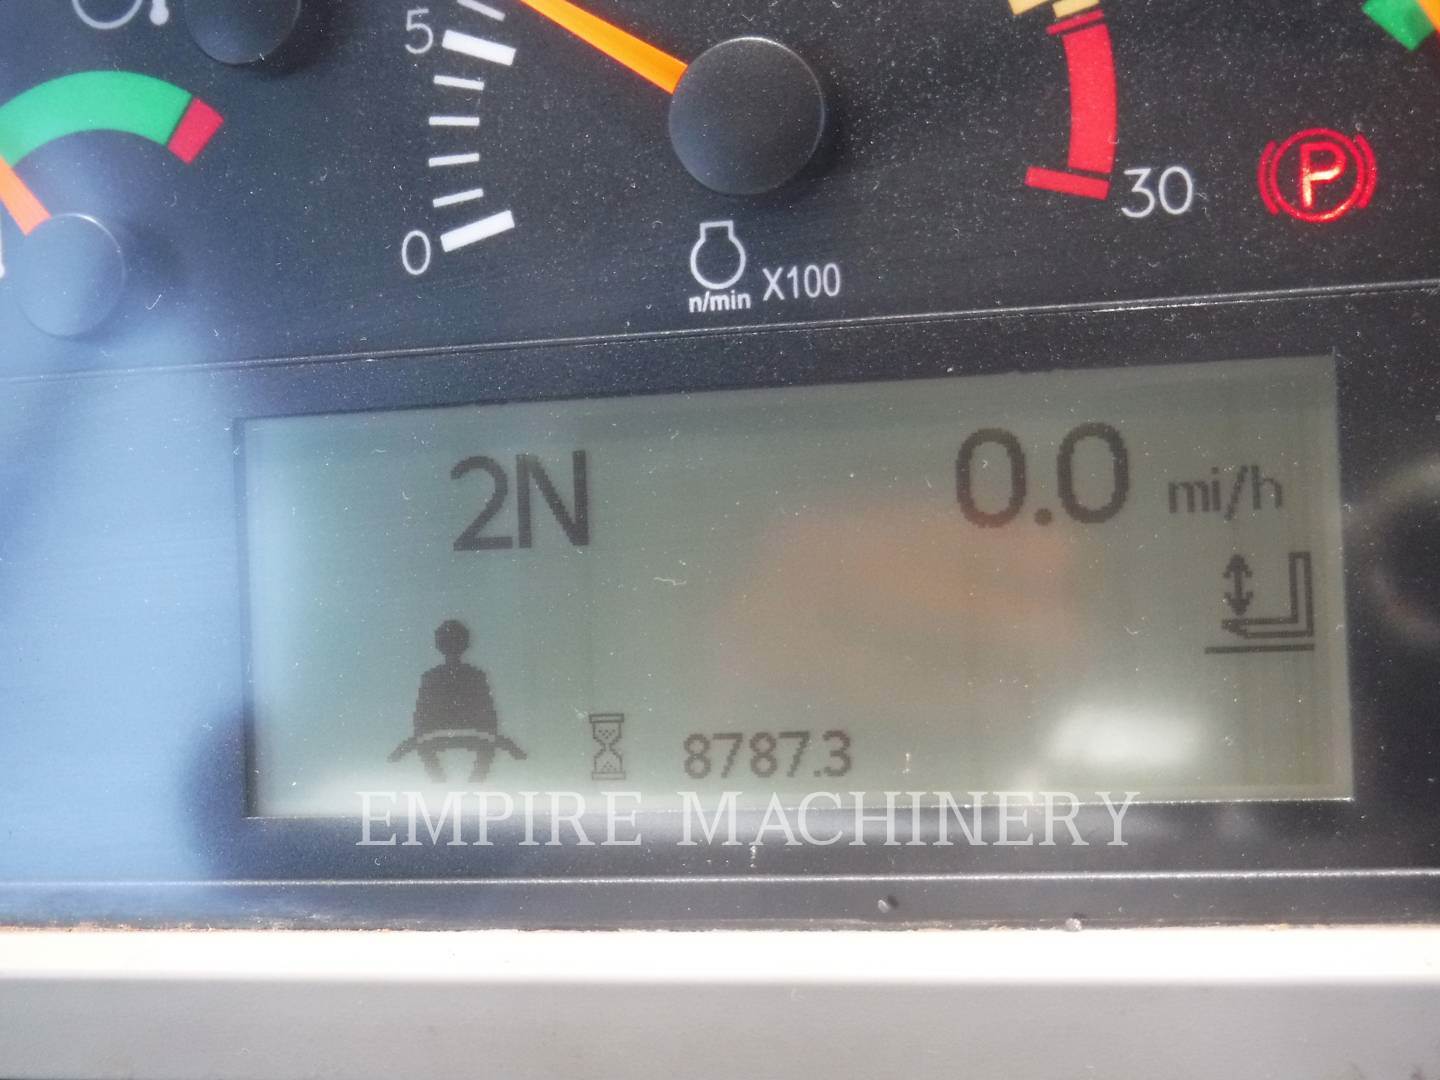 5
0
30
P
n/min X100
2N 0.0 mi/h
8787.3
EMPIRE MACHINERY